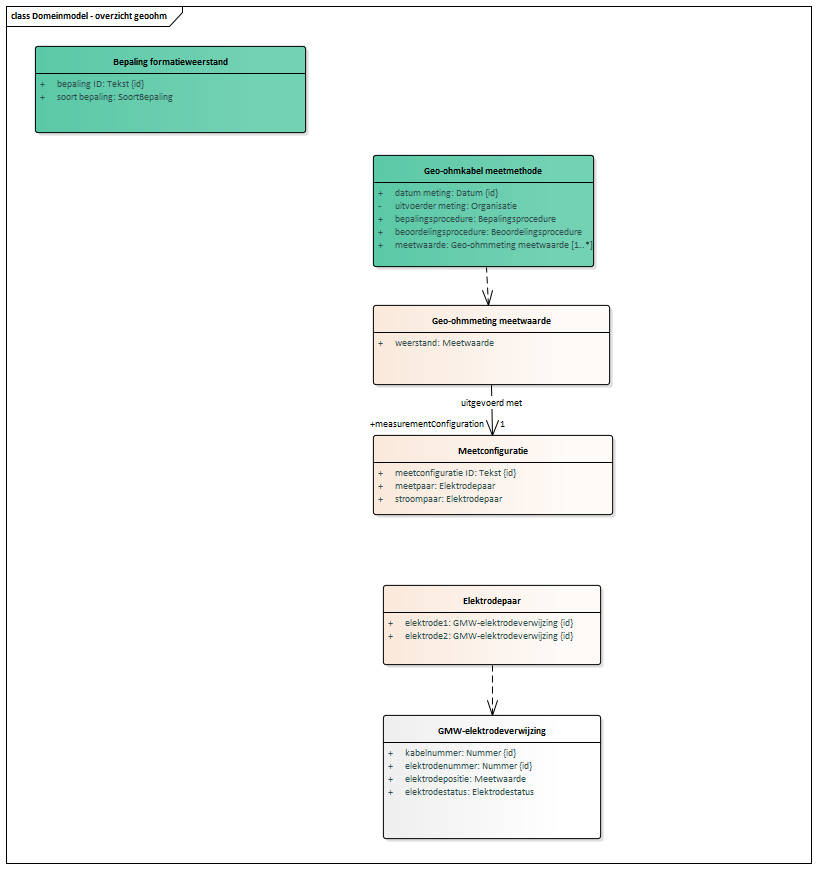 class Domeinmodel - overzicht geoohm
Bepaling formatieweerstand
+ bepaling ID: Tekst {id}
+ soort bepaling: SoortBepaling
Geo-ohmkabel meetmethode
+ datum meting: Datum {id}
- uitvoerder meting: Organisatie
+ bepalingsprocedure: Bepalingsprocedure
+ beoordelingsprocedure: Beoordelingsprocedure
+ meetwaarde: Geo-ohmmeting meetwaarde [1..*]
Geo-ohmmeting meetwaarde
+ weerstand: Meetwaarde
uitgevoerd met
+measurementConfiguration 1
Meetconfiguratie
+ meetconfiguratie ID: Tekst {id}
+ meetpaar: Elektrodepaar
+ stroompaar: Elektrodepaar
Elektrodepaar
+ elektrode1: GMW-elektrodeverwijzing {id}
+ elektrode2: GMW-elektrodeverwijzing {id}
GMW-elektrodeverwijzing
+ kabelnummer: Nummer {id}
+ elektrodenummer: Nummer {id}
+ elektrodepositie: Meetwaarde
+ elektrodestatus: Elektrodestatus